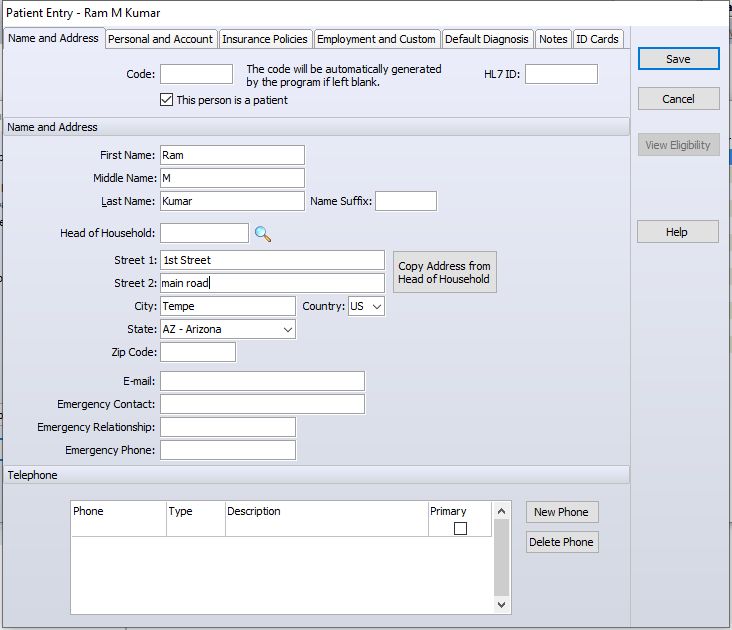 Patient Entry - Ram M Kumar
Name and Address Personal and Account Insurance Policies Employment and Custom Default Diagnosis Notes ID Cards
Code: The code will be automatically generated by the program if left blank. HL7 ID:
This person is a patient
Save
Cancel
View Eligibility
Help
Name and Address
First Name: Ram
Middle Name: M
Last Name: Kumar Name Suffix:
Head of Household:
Street 1: 1st Street
Copy Address from
Head of Household
Street 2: main road
City: Tempe Country: US
State: AZ - Arizona
Zip Code:
E-mail:
Emergency Contact:
Emergency Relationship:
Emergency Phone:
Telephone
Phone Type Description Primary
New Phone
Delete Phone